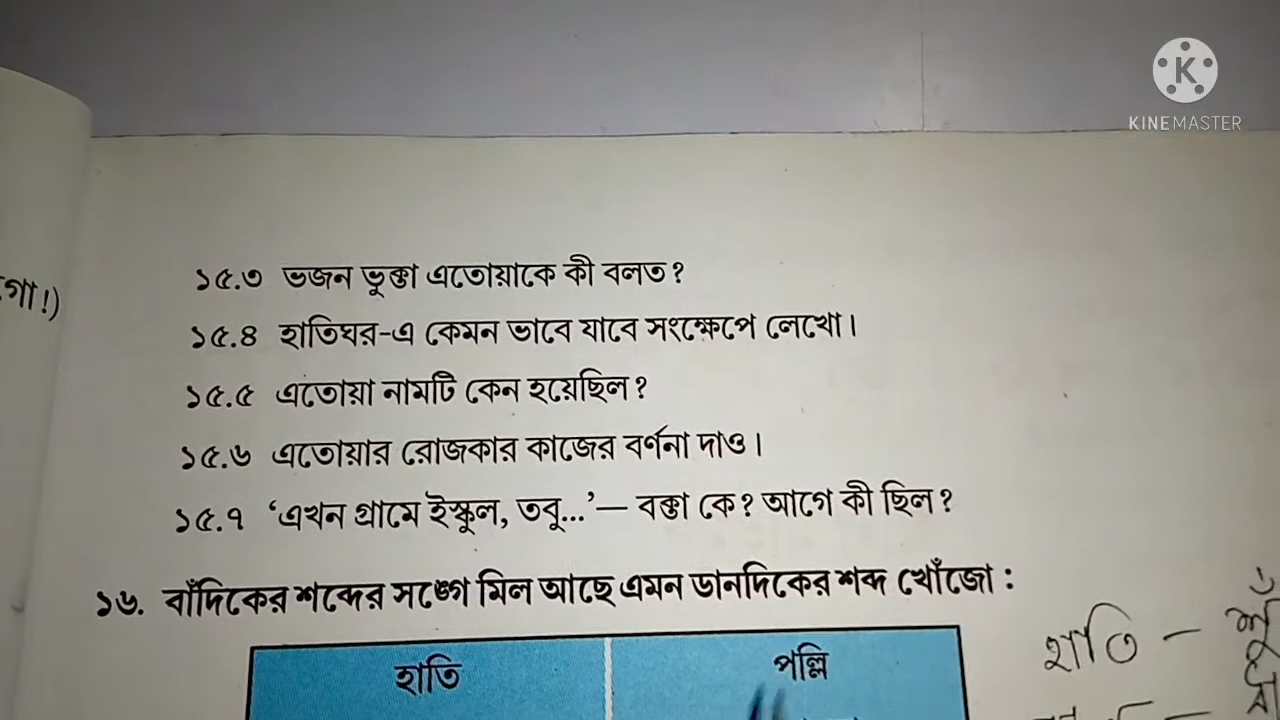 KINEMASTER
গো!)
১৫.৩ ভজন ভুক্তা এতোয়াকে কী বলত?
১৫.৪ হাতিঘর-এ কেমন ভাবে যাবে সংক্ষেপে লেখো।
১৫.৫ এতোয়া নামটি কেন হয়েছিল?
১৫.৬ এতোয়ার রোজকার কাজের বর্ণনা দাও।
১৫.৭ ‘এখন গ্রামে ইস্কুল, তবু...’— বক্তা কে? আগে কী ছিল?
১৬. বাঁদিকের শব্দের সঙ্গে মিল আছে এমন ডানদিকের শব্দ খোঁজো :
হাতি পল্লি
হাতি –